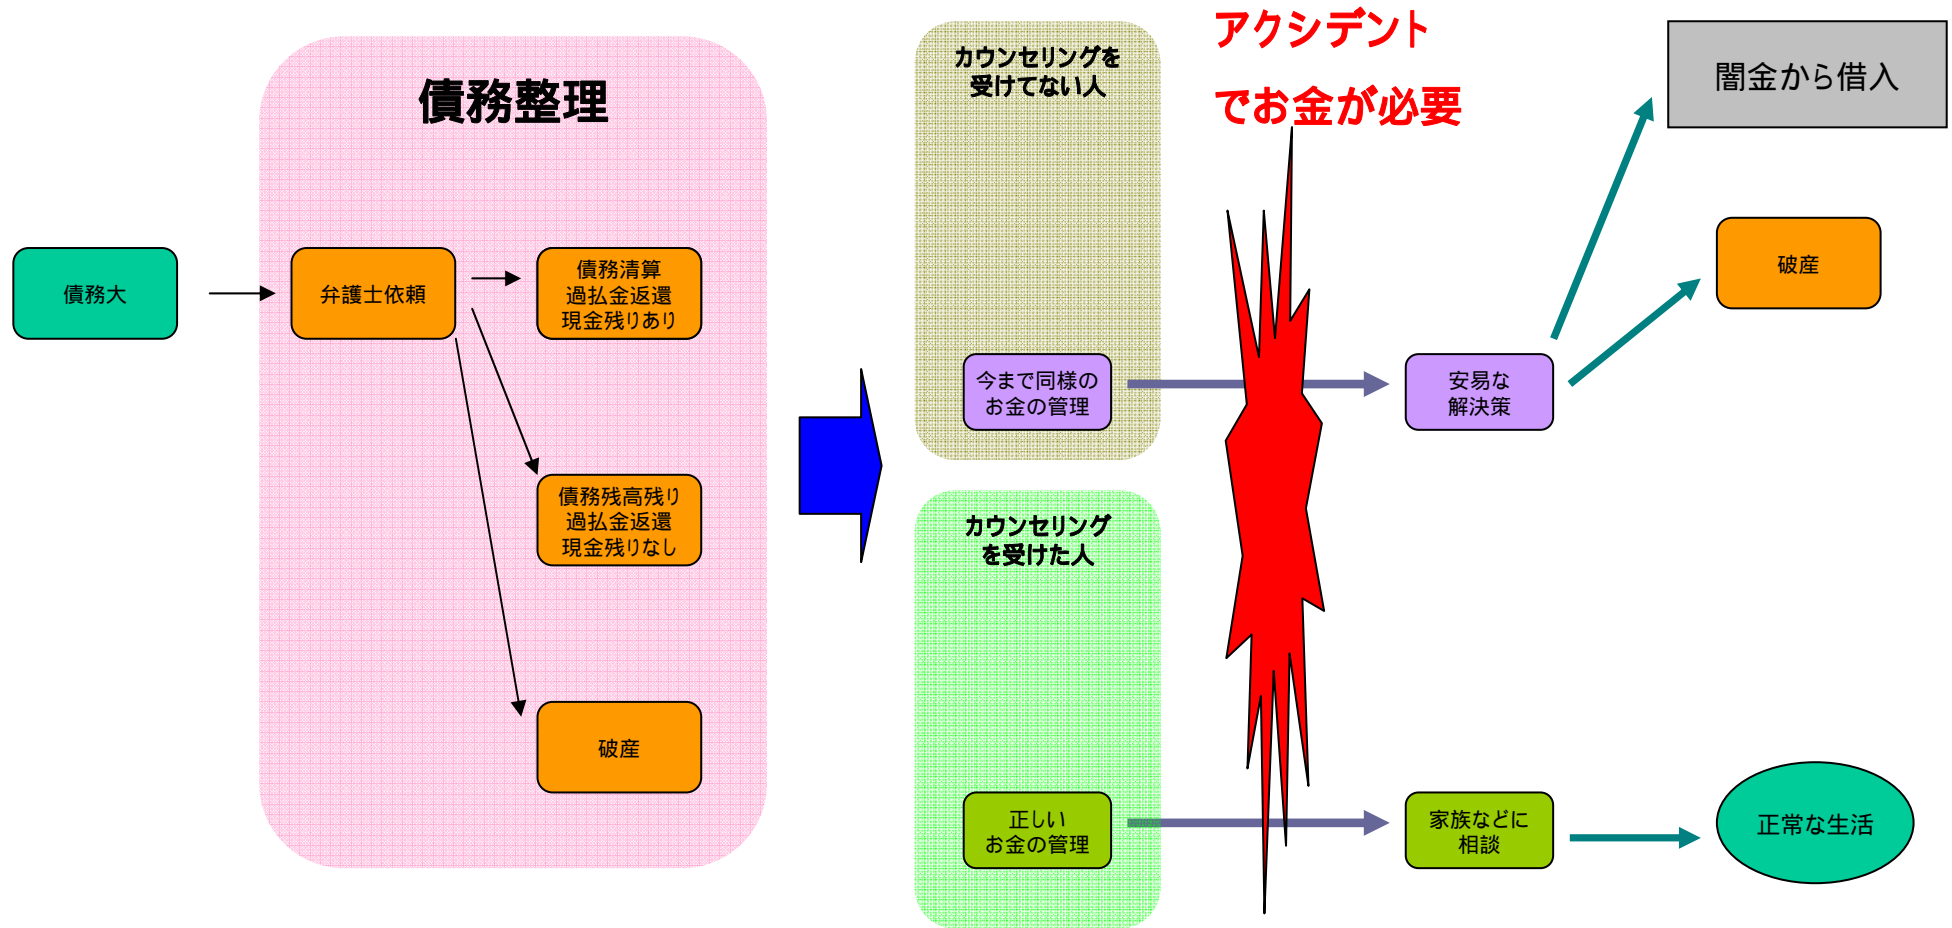 債務整理
債務大
弁護士依頼
債務清算
過払金返還
現金残りあり
債務残高残り
過払金返還
現金残りなし
破産
カウンセリングを
受けてない人
今まで同様の
お金の管理
カウンセリング
を受けた人
正しい
お金の管理
アクシデント
でお金が必要
安易な
解決策
闇金から借入
破産
家族などに
相談
正常な生活